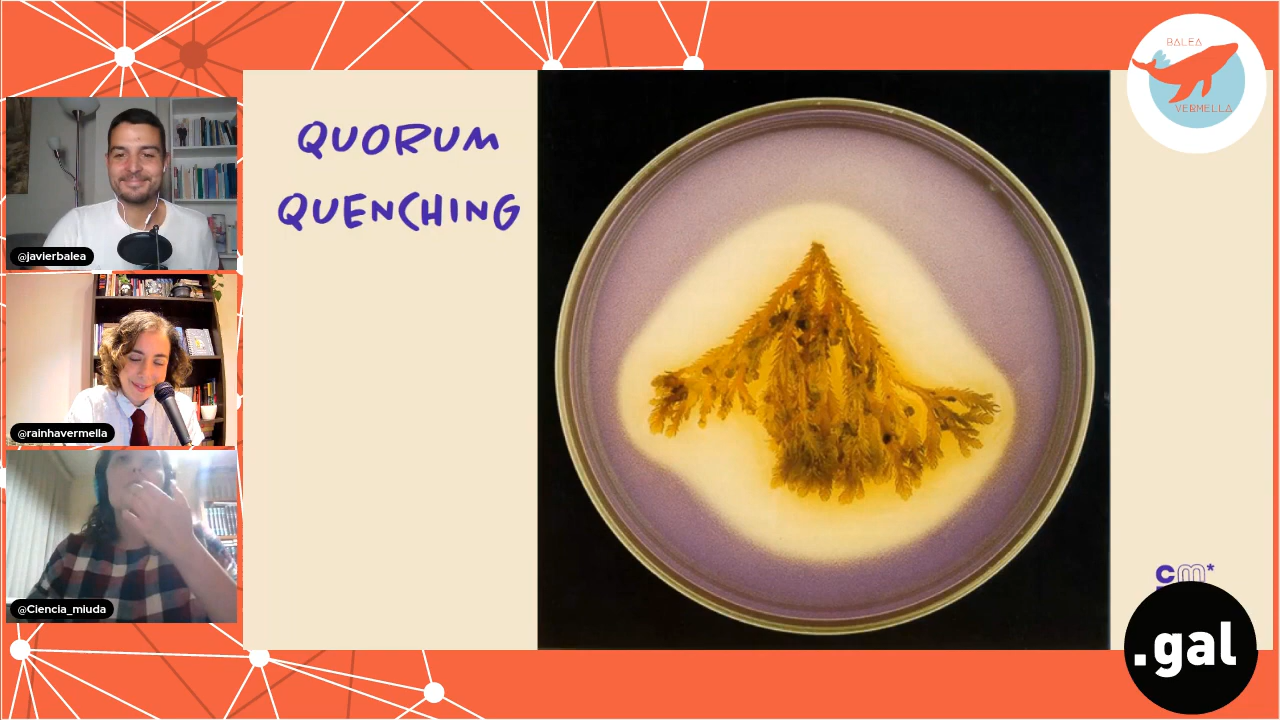 QUORUM
QUENCHING
BALEA
VERMELLA
@javierbalea
@rainhavermella
@Ciencia_miuda
cm*
.gal